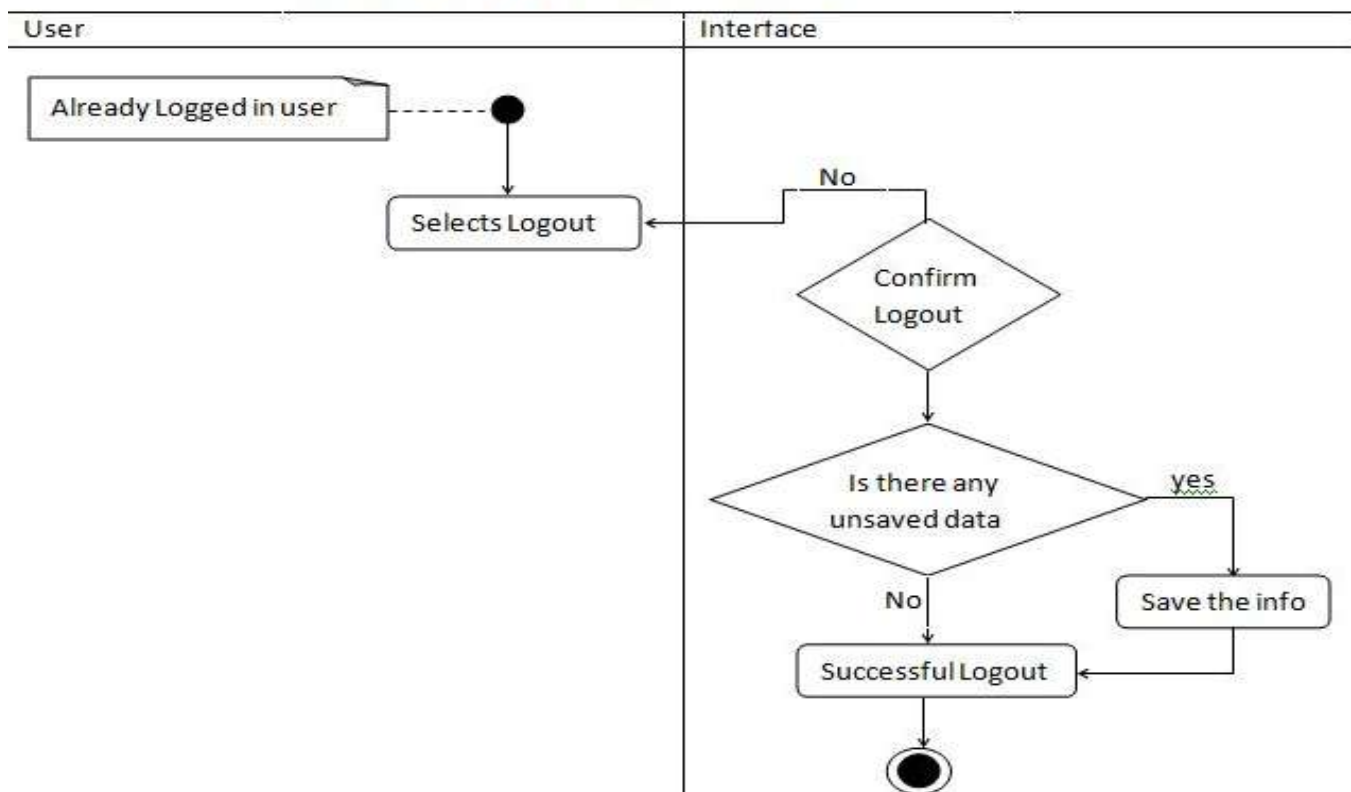 User
Interface
Already Logged in user
No
Selects Logout
Confirm
Logout
Is there any
unsaved data
yes
No
Save the info
Successful Logout